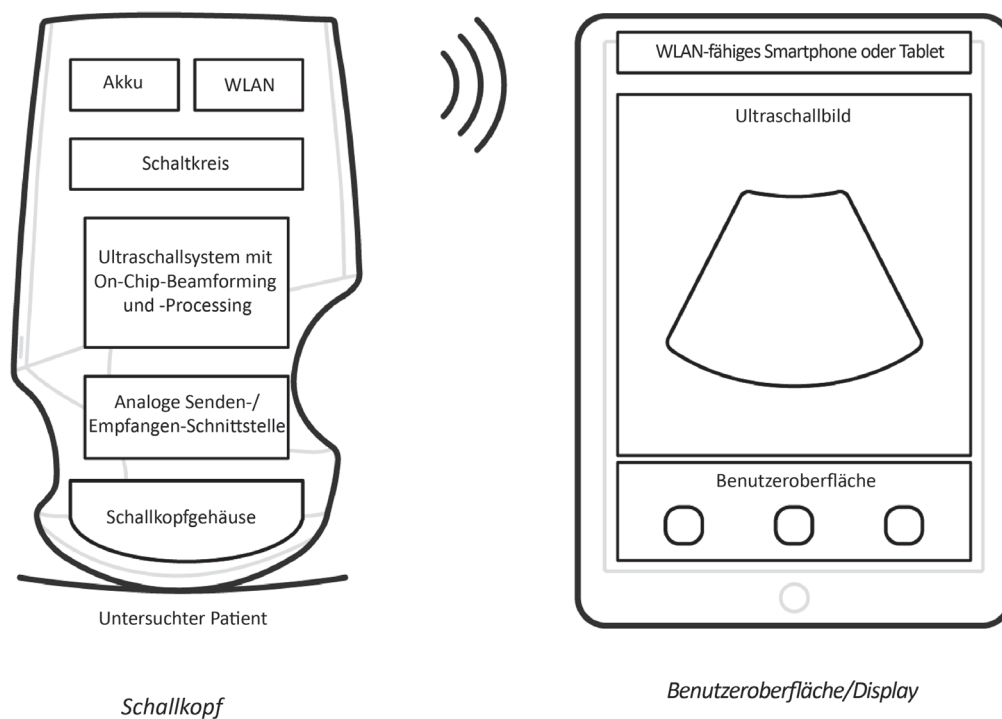 Akku
WLAN
Schaltkreis
Ultraschallsystem mit
On-Chip-Beamforming
und -Processing
Analoge Senden-/
Empfangen-Schnittstelle
Schallkopfgehäuse
Untersuchter Patient
Schallkopf
WLAN-fähiges Smartphone oder Tablet
Ultraschallbild
Benutzeroberfläche
Benutzeroberfläche/Display